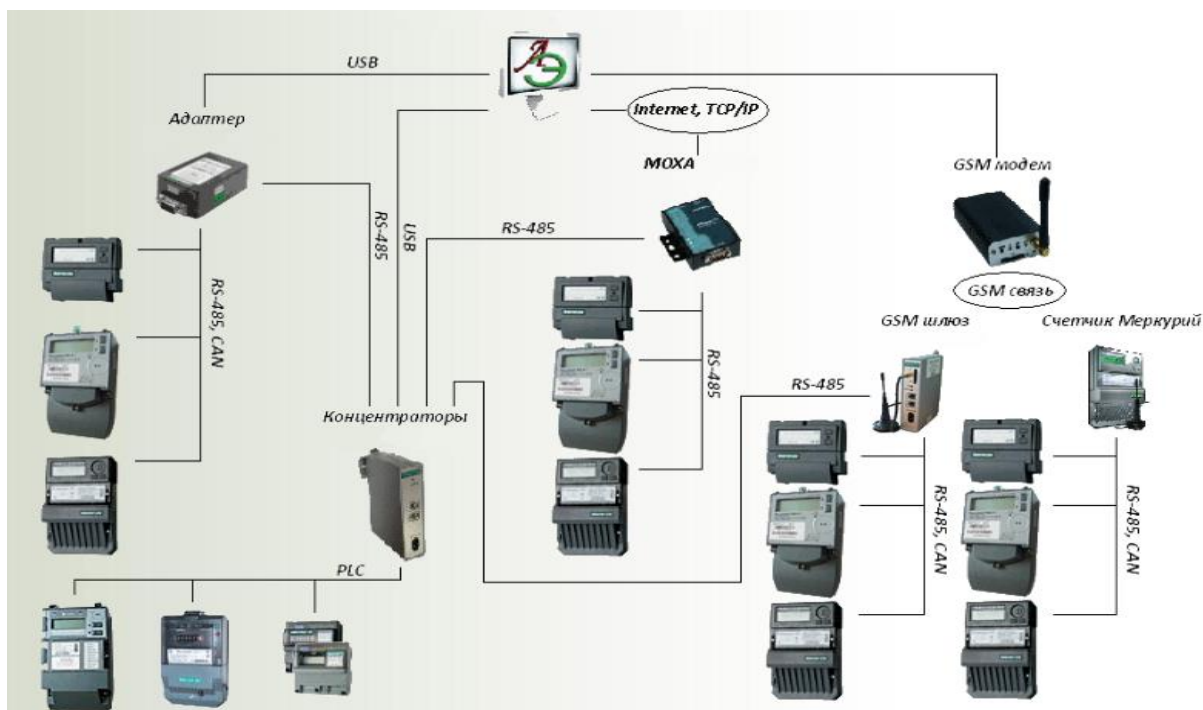 USB
АЭ
Internet, TCP/IP
Адаптер
MOXA
GSM модем
RS-485
USB
RS-485
RS-485, CAN
GSM связь
GSM шлюз
Счетчик Меркурий
RS-485
RS-485
Концентраторы
RS-485, CAN
RS-485, CAN
PLC